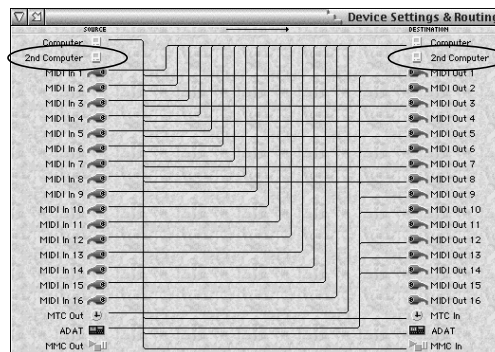 Device Settings & Routing
SOURCE
DESTINATION
Computer
Computer
2nd Computer
2nd Computer
MIDI In 1
MIDI Out 1
MIDI In 2
MIDI Out 2
MIDI In 3
MIDI Out 3
MIDI In 4
MIDI Out 4
MIDI In 5
MIDI Out 5
MIDI In 6
MIDI Out 6
MIDI In 7
MIDI Out 7
MIDI In 8
MIDI Out 8
MIDI In 9
MIDI Out 9
MIDI In 10
MIDI Out 10
MIDI In 11
MIDI Out 11
MIDI In 12
MIDI Out 12
MIDI In 13
MIDI Out 13
MIDI In 14
MIDI Out 14
MIDI In 15
MIDI Out 15
MIDI In 16
MIDI Out 16
MTC Out
MTC In
ADAT
ADAT
MMC Out
MMC In